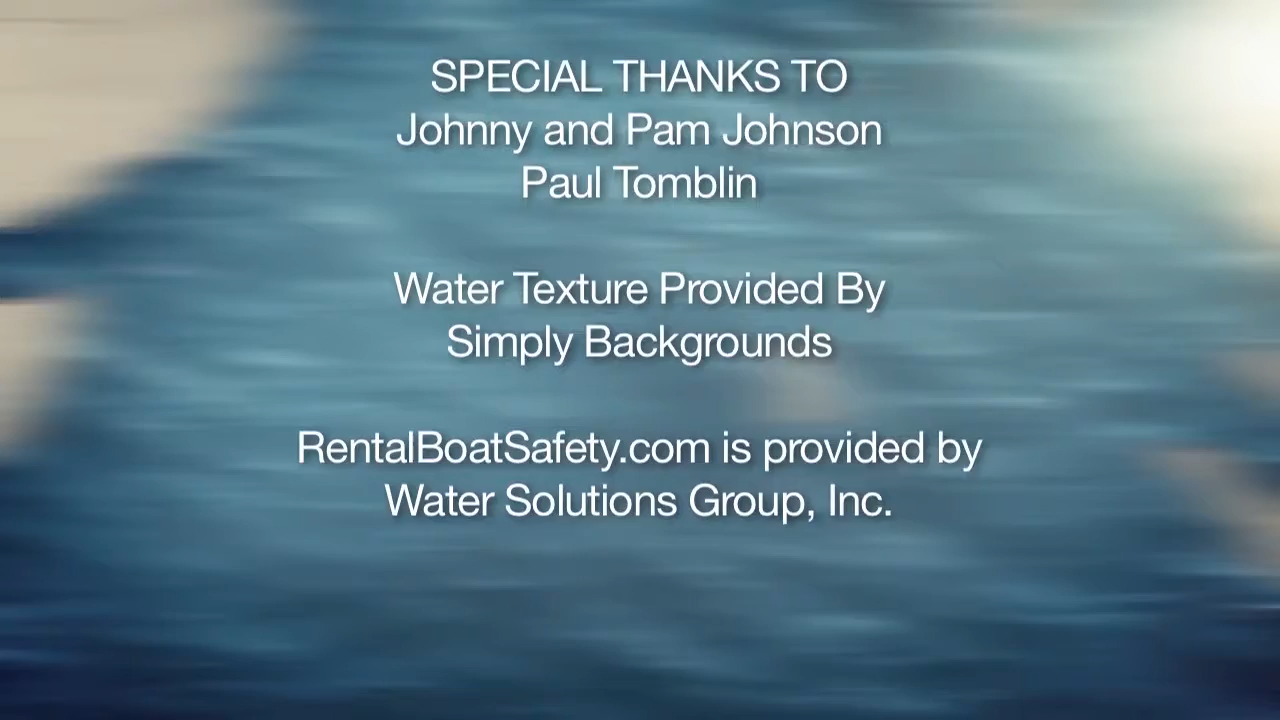 SPECIAL THANKS TO
Johnny and Pam Johnson
Paul Tomblin
Water Texture Provided By
Simply Backgrounds
RentalBoatSafety.com is provided by
Water Solutions Group, Inc.